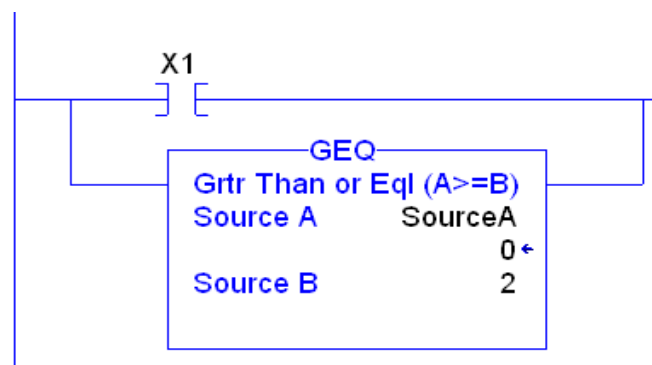 X1
GEQ
Grtr Than or Eql (A>=B)
Source A SourceA
0
Source B 2